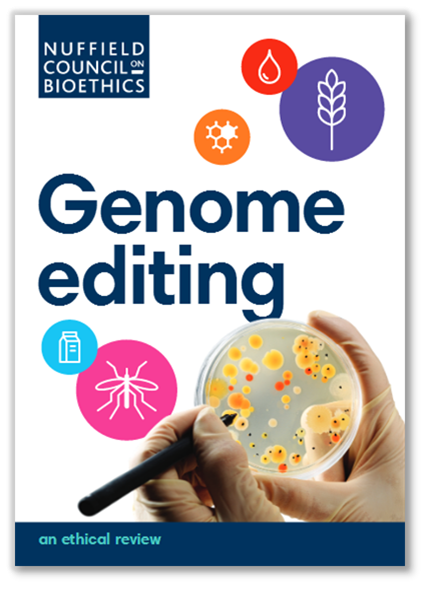 NUFFIELD
COUNCIL ON
BIOETHICS
Genome
editing
an ethical review